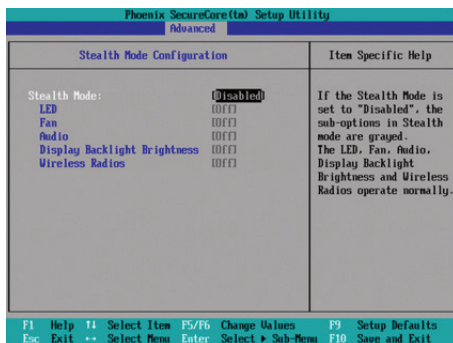 Phoenix SecureCore(tm) Setup Utility
Advanced
Stealth Mode Configuration
Item Specific Help
Stealth Mode: [Disabled]
LED [Off]
Fan [Off]
Audio [Off]
Display Backlight Brightness [Off]
Wireless Radios [Off]
If the Stealth Mode is
set to "Disabled", the
sub-options in Stealth
mode are grayed.
The LED, Fan, Audio,
Display Backlight
Brightness and Wireless
Radios operate normally.
F1 Help ↑↓ Select Item F5/F6 Change Values F9 Setup Defaults
Esc Exit ↔ Select Menu Enter Select ▶ Sub-Menu F10 Save and Exit